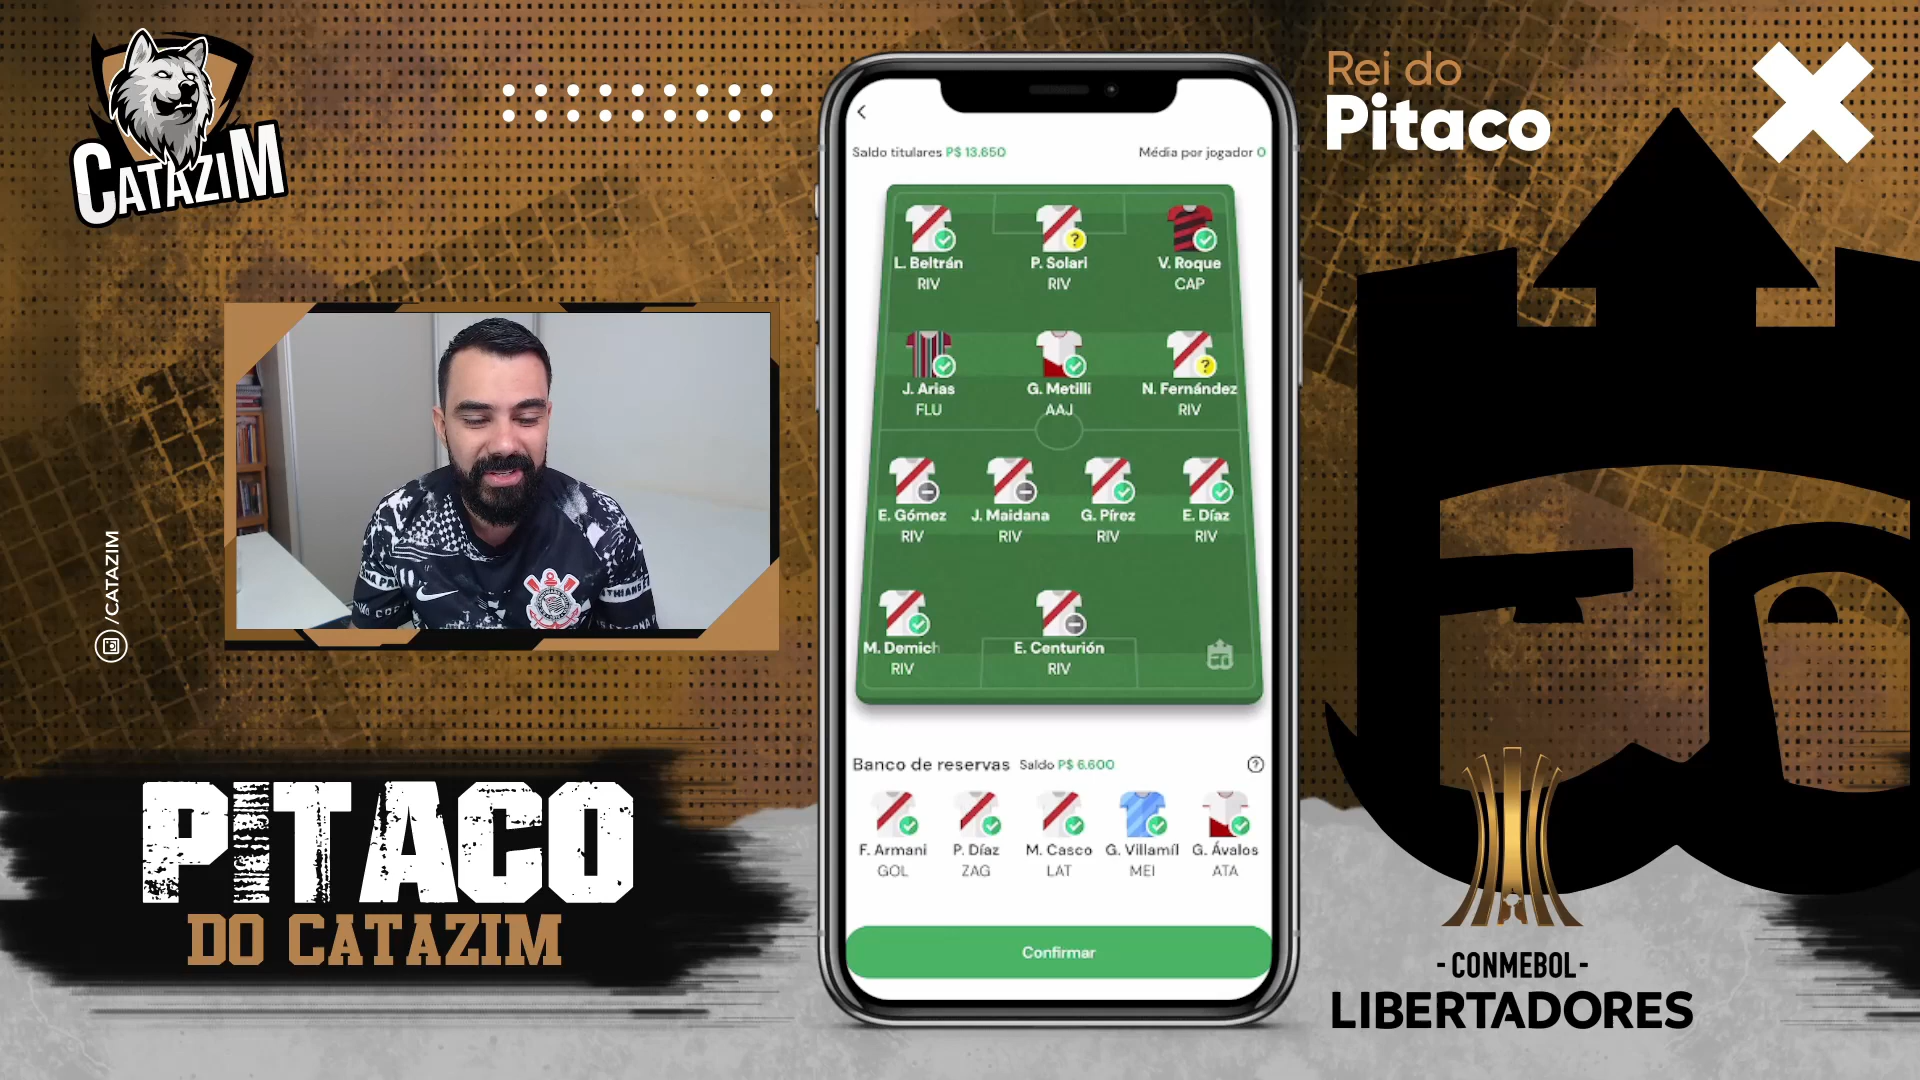 CATAZIM
Rei do
Pitaco
Saldo titulares P$ 13.650
Média por jogador 0
L. Beltrán
RIV
P. Solari
RIV
V. Roque
CAP
J. Arias
FLU
G. Metilli
AAJ
N. Fernández
RIV
E. Gómez
RIV
J. Maidana
RIV
G. Pírez
RIV
E. Díaz
RIV
M. Demich
RIV
E. Centurión
RIV
Banco de reservas Saldo P$ 6.600
F. Armani
GOL
P. Díaz
ZAG
M. Casco
LAT
G. Villamíl
MEI
G. Ávalos
ATA
Confirmar
/CATAZIM
PITACO
DO CATAZIM
-CONMEBOL-
LIBERTADORES